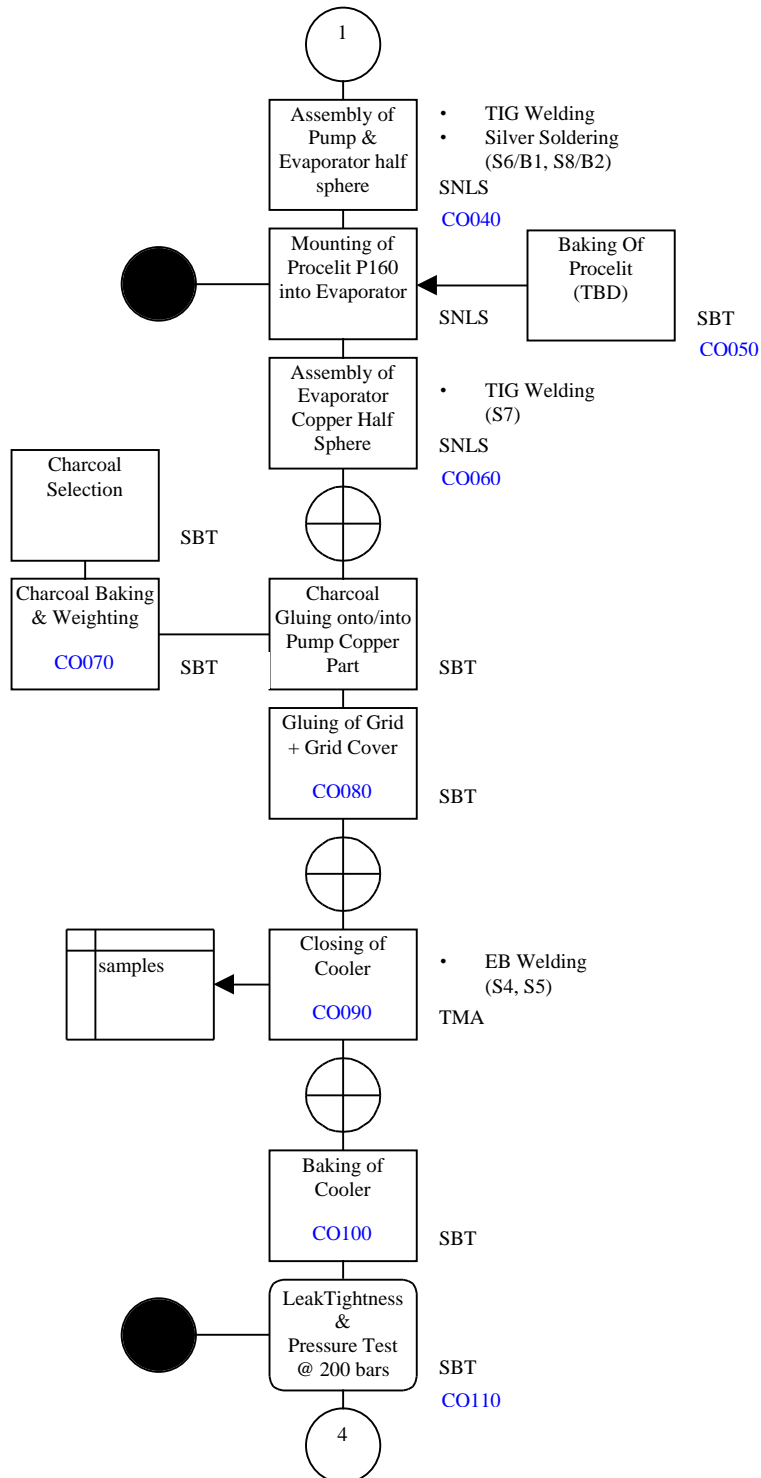 1
Assembly of
Pump &
Evaporator half
sphere
• TIG Welding
• Silver Soldering
(S6/B1, S8/B2)
SNLS
CO040
Mounting of
Procelit P160
into Evaporator
SNLS
Baking Of
Procelit
(TBD)
SBT
CO050
Assembly of
Evaporator
Copper Half
Sphere
• TIG Welding
(S7)
SNLS
CO060
Charcoal
Selection
SBT
Charcoal Baking
& Weighting
CO070
SBT
Charcoal
Gluing onto/into
Pump Copper
Part
SBT
Gluing of Grid
+ Grid Cover
CO080
SBT
samples
Closing of
Cooler
CO090
• EB Welding
(S4, S5)
TMA
Baking of
Cooler
CO100
SBT
LeakTightness
&
Pressure Test
@ 200 bars
SBT
CO110
4